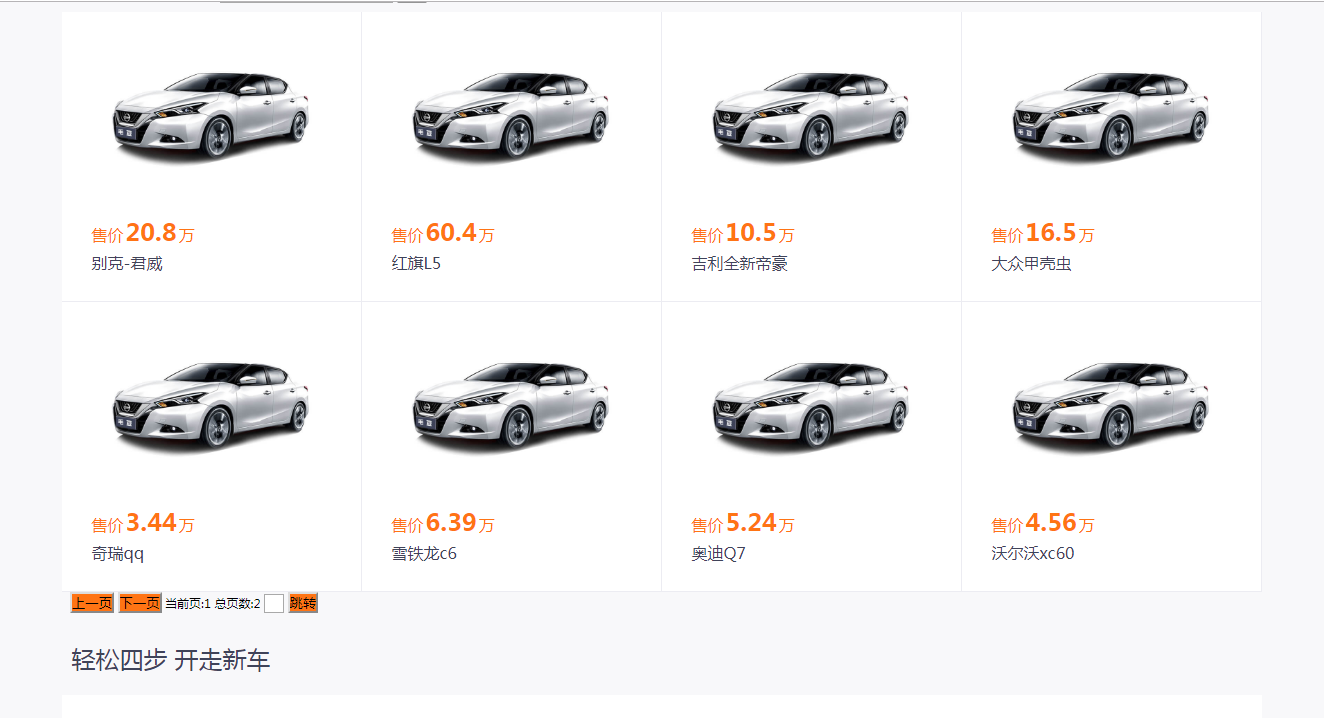 售价20.8万 售价60.4万 售价10.5万 售价16.5万
别克-君威 红旗L5 吉利全新帝豪 大众甲壳虫
售价3.44万 售价6.39万 售价5.24万 售价4.56万
奇瑞qq 雪铁龙c6 奥迪Q7 沃尔沃xc60
上一页 下一页 当前页:1 总页数:2 跳转
轻松四步 开走新车